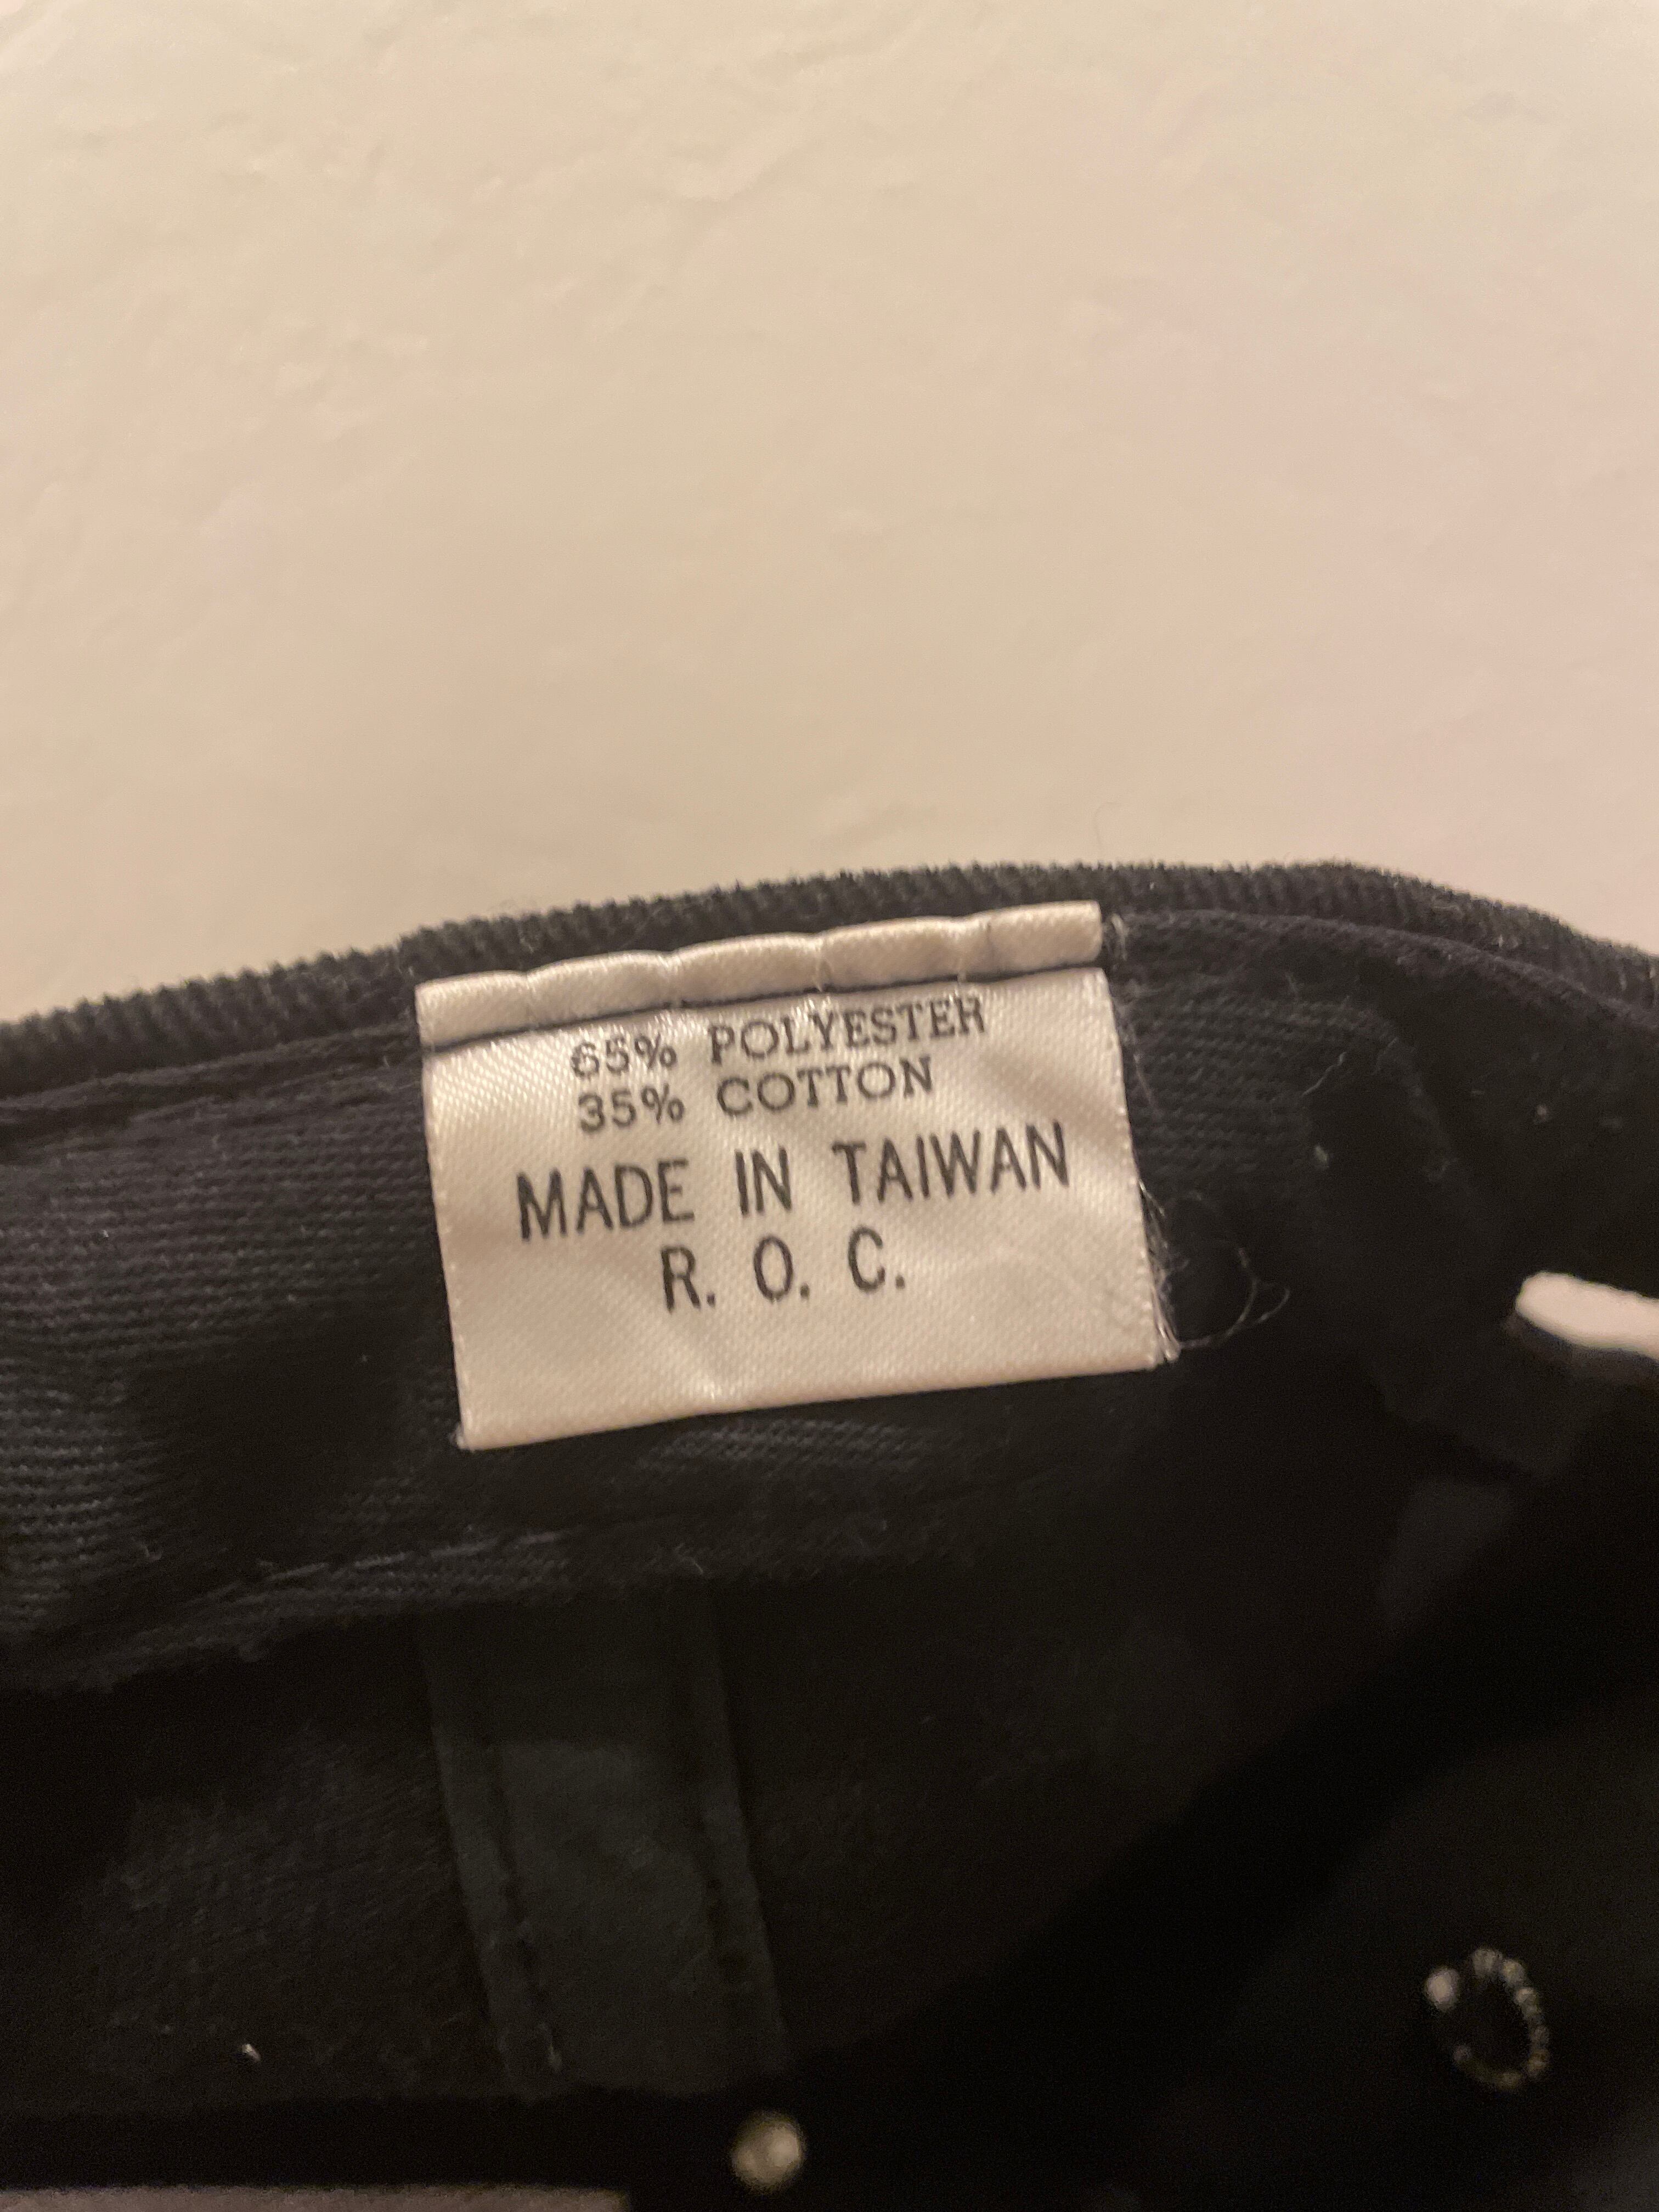 65% POLYESTER
35% COTTON
MADE IN TAIWAN
R. O. C.